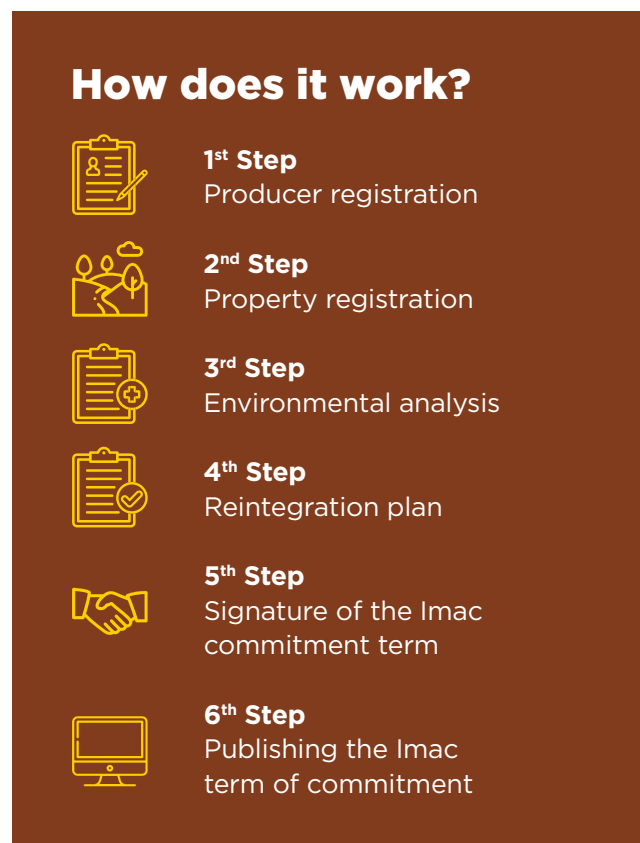 How does it work?
1st Step
Producer registration
2nd Step
Property registration
3rd Step
Environmental analysis
4th Step
Reintegration plan
5th Step
Signature of the Imac
commitment term
6th Step
Publishing the Imac
term of commitment